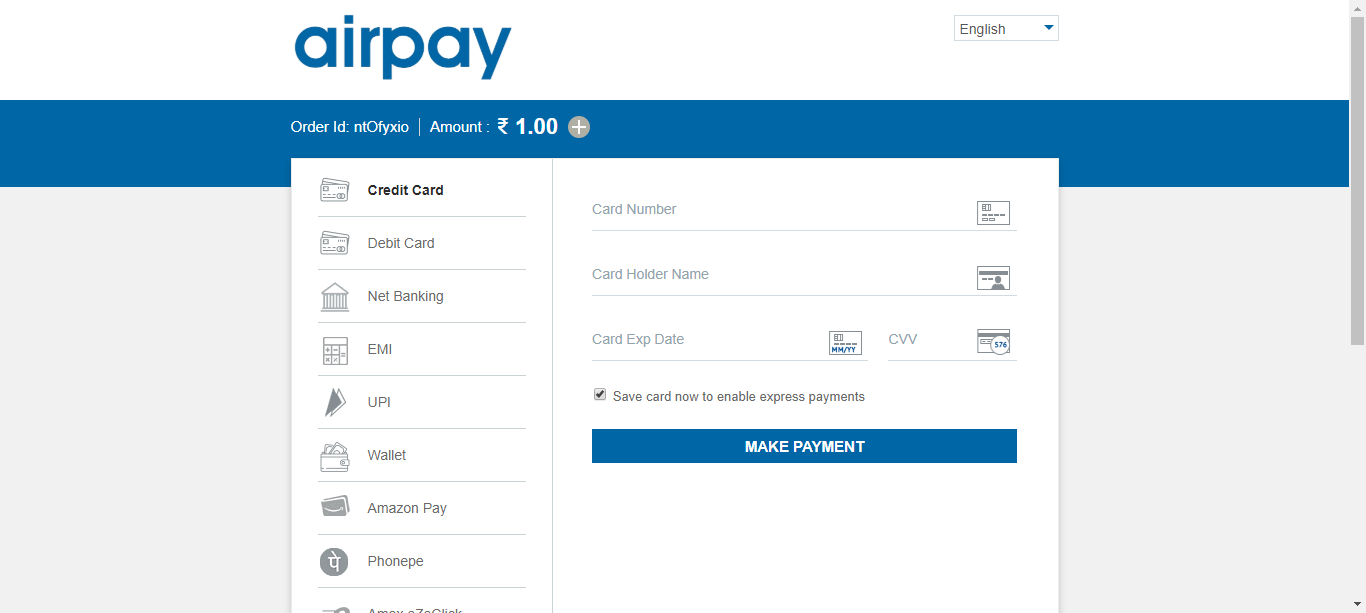 airpay
English
Order Id: ntOfyxio | Amount : ₹ 1.00
Credit Card
Debit Card
Net Banking
EMI
UPI
Wallet
Amazon Pay
Phonepe
Amex eZeClick
Card Number
Card Holder Name
Card Exp Date
MM/YY
CVV
576
Save card now to enable express payments
MAKE PAYMENT